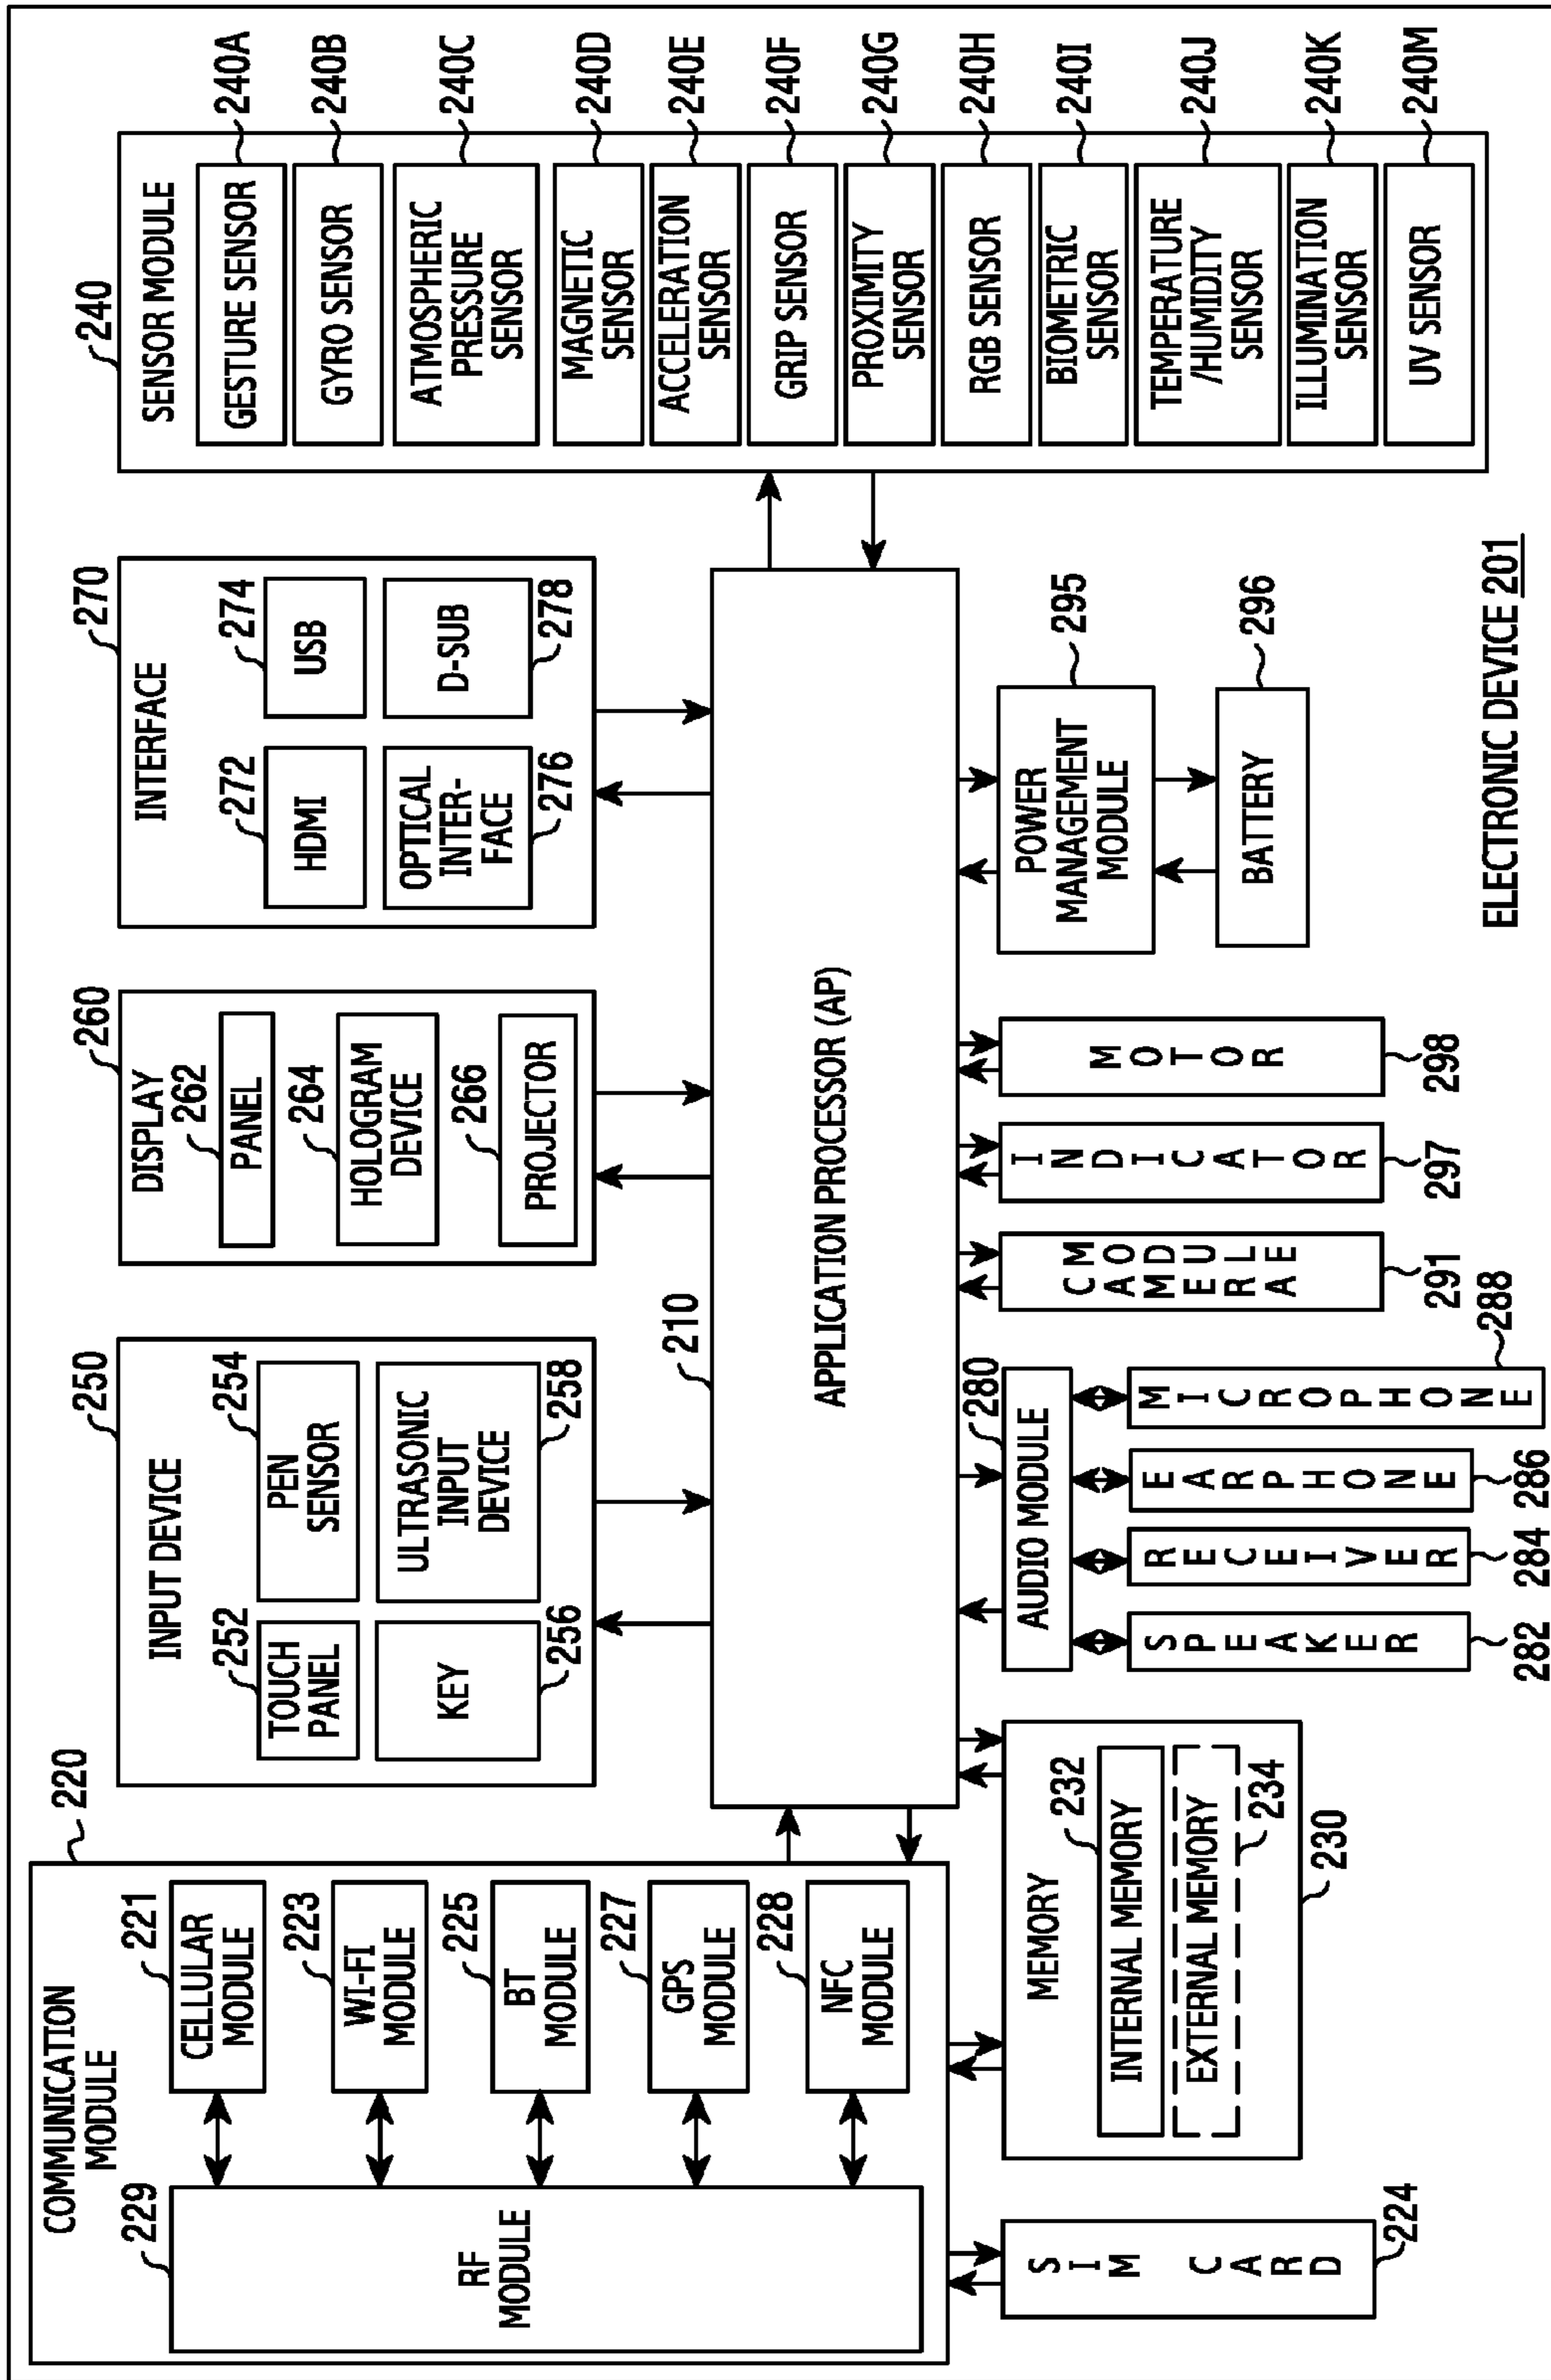 COMMUNICATION
MODULE
220
229
RF
MODULE
221
CELLULAR
MODULE
223
WI-FI
MODULE
225
BT
MODULE
227
GPS
MODULE
228
NFC
MODULE
250
INPUT DEVICE
252
TOUCH
PANEL
254
PEN
SENSOR
KEY
256
ULTRASONIC
INPUT
DEVICE
258
260
DISPLAY
262
PANEL
264
HOLOGRAM
DEVICE
266
PROJECTOR
270
INTERFACE
272
HDMI
274
USB
OPTICAL
INTER-
FACE
276
D-SUB
278
240
SENSOR MODULE
GESTURE SENSOR
240A
GYRO SENSOR
240B
ATMOSPHERIC
PRESSURE
SENSOR
240C
MAGNETIC
SENSOR
240D
ACCELERATION
SENSOR
240E
GRIP SENSOR
240F
PROXIMITY
SENSOR
240G
RGB SENSOR
240H
BIOMETRIC
SENSOR
240I
TEMPERATURE
/HUMIDITY
SENSOR
240J
ILLUMINATION
SENSOR
240K
UV SENSOR
240M
210
APPLICATION PROCESSOR (AP)
SIM CARD
224
MEMORY
232
INTERNAL MEMORY
EXTERNAL MEMORY
234
230
280
AUDIO MODULE
SPEAKER
282
RECEIVER
284
EARPHONE
286
MICROPHONE
288
CAMERA
MODULE
291
INDICATOR
297
MOTOR
298
POWER
MANAGEMENT
MODULE
295
BATTERY
296
ELECTRONIC DEVICE 201